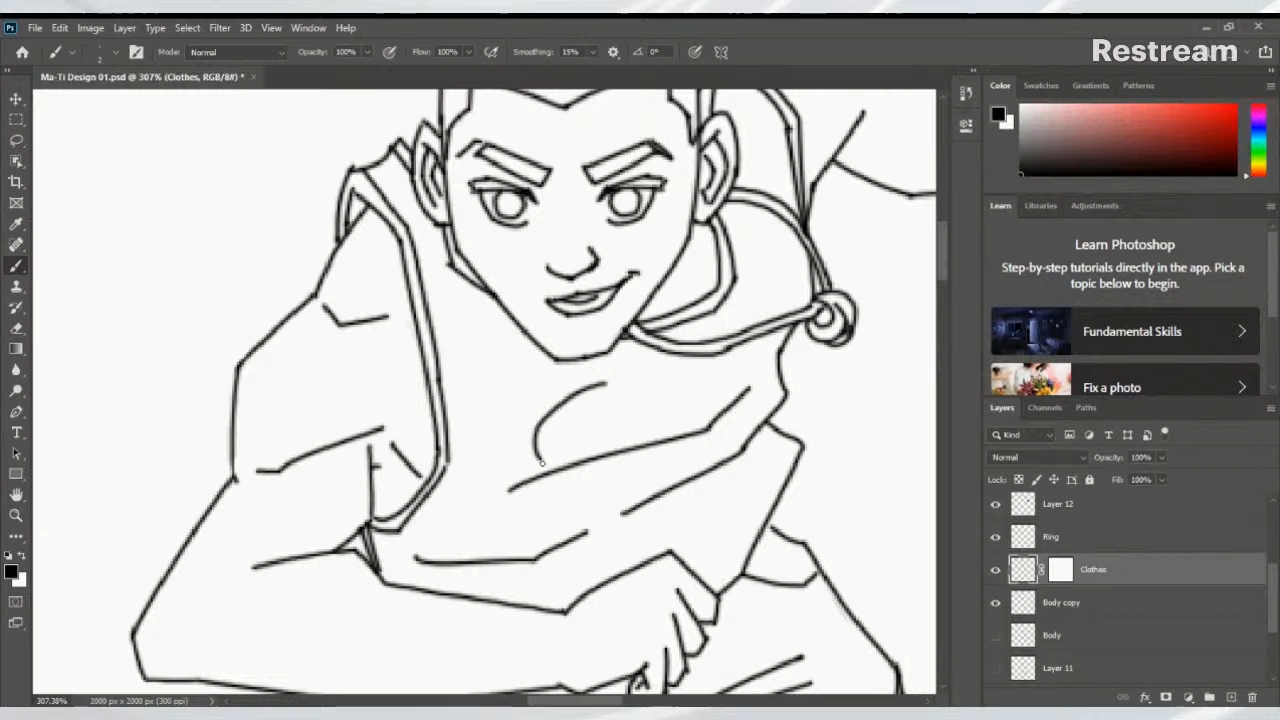 Ps File Edit Image Layer Type Select Filter 3D View Window Help
2 Mode: Normal Opacity: 100% Flow: 100% Smoothing: 15% 0°
Restream
Ma-Ti Design 01.psd @ 307% (Clothes, RGB/8#) *
Color Swatches Gradients Patterns
Learn Libraries Adjustments
Learn Photoshop
Step-by-step tutorials directly in the app. Pick a
topic below to begin.
Fundamental Skills
Fix a photo
Layers Channels Paths
Kind
Normal Opacity: 100%
Lock: Fill: 100%
Layer 12
Ring
Clothes
Body copy
Body
Layer 11
307.38% 2000 px x 2000 px (300 ppi)